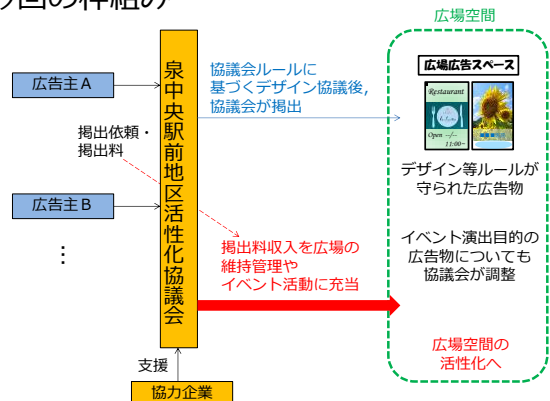 今回の枠組み
広場空間
広告主A
広告主B
⋮
掲出依頼・
掲出料
泉中央駅前地区活性化協議会
支援
協力企業
協議会ルールに
基づくデザイン協議後,
協議会が掲出
掲出料収入を広場の
維持管理や
イベント活動に充当
広場広告スペース
Restaurant
Open --/--
11:00~
デザイン等ルールが
守られた広告物
イベント演出目的の
広告物についても
協議会が調整
広場空間の
活性化へ